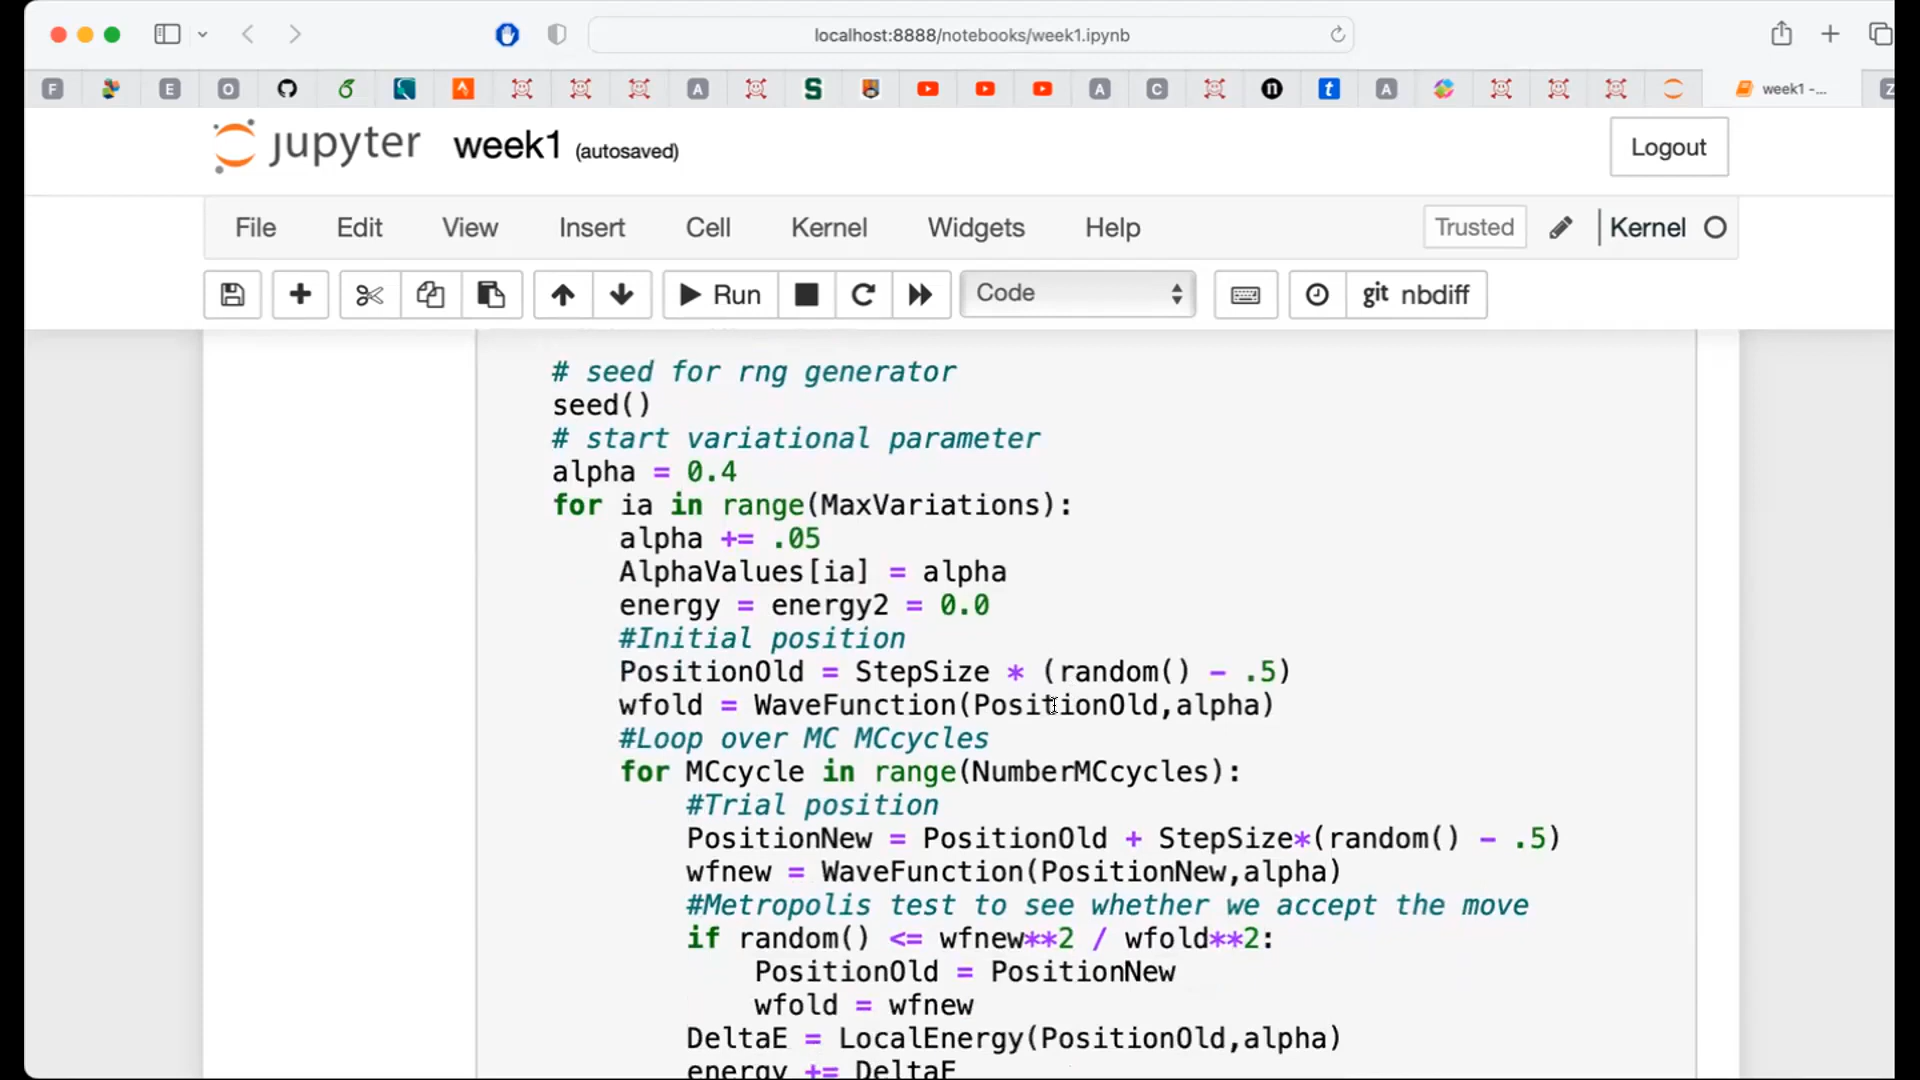 localhost:8888/notebooks/week1.ipynb
F E O A S A C n t A week1 -... Z
jupyter week1 (autosaved)
Logout
File Edit View Insert Cell Kernel Widgets Help Trusted Kernel
Run Code git nbdiff
# seed for rng generator
seed()
# start variational parameter
alpha = 0.4
for ia in range(MaxVariations):
alpha += .05
AlphaValues[ia] = alpha
energy = energy2 = 0.0
#Initial position
PositionOld = StepSize * (random() - .5)
wfold = WaveFunction(PositionOld,alpha)
#Loop over MC MCcycles
for MCcycle in range(NumberMCcycles):
#Trial position
PositionNew = PositionOld + StepSize*(random() - .5)
wfnew = WaveFunction(PositionNew,alpha)
#Metropolis test to see whether we accept the move
if random() <= wfnew**2 / wfold**2:
PositionOld = PositionNew
wfold = wfnew
DeltaE = LocalEnergy(PositionOld,alpha)
energy += DeltaE